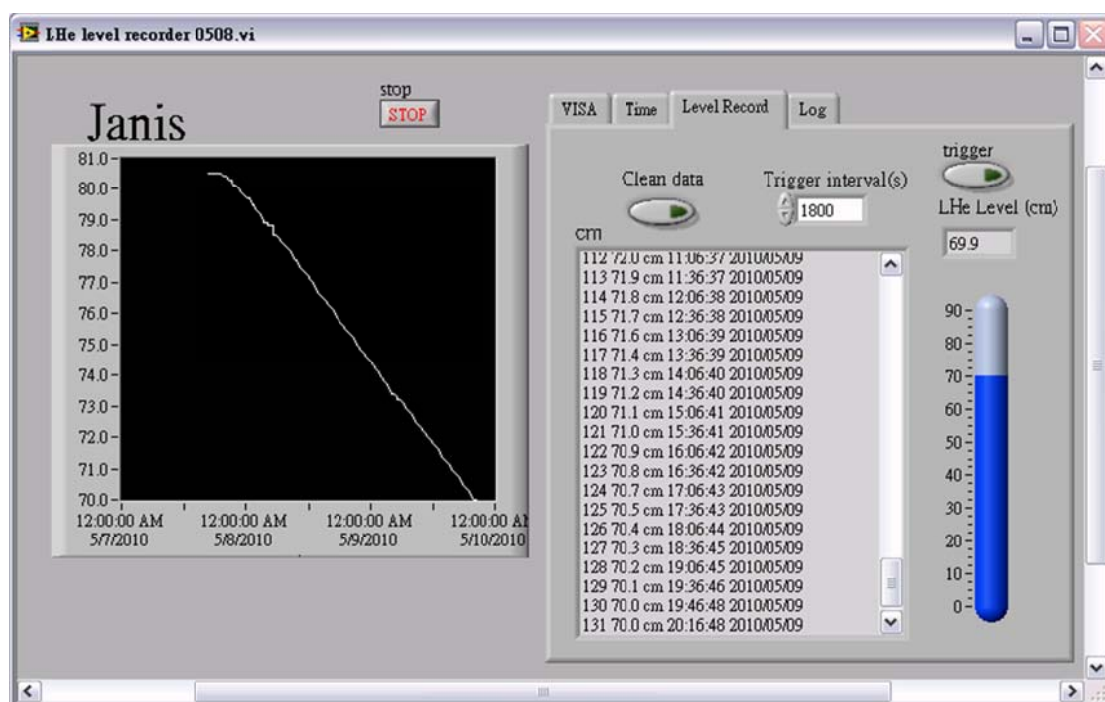 LHe level recorder 0508.vi
Janis
stop
STOP
81.0
80.0
79.0
78.0
77.0
76.0
75.0
74.0
73.0
72.0
71.0
70.0
12:00:00 AM 12:00:00 AM 12:00:00 AM 12:00:00 AM
5/7/2010 5/8/2010 5/9/2010 5/10/2010
VISA Time Level Record Log
Clean data
Trigger interval(s)
1800
trigger
LHe Level (cm)
69.9
cm
112 72.0 cm 11:06:37 2010/05/09
113 71.9 cm 11:36:37 2010/05/09
114 71.8 cm 12:06:38 2010/05/09
115 71.7 cm 12:36:38 2010/05/09
116 71.6 cm 13:06:39 2010/05/09
117 71.4 cm 13:36:39 2010/05/09
118 71.3 cm 14:06:40 2010/05/09
119 71.2 cm 14:36:40 2010/05/09
120 71.1 cm 15:06:41 2010/05/09
121 71.0 cm 15:36:41 2010/05/09
122 70.9 cm 16:06:42 2010/05/09
123 70.8 cm 16:36:42 2010/05/09
124 70.7 cm 17:06:43 2010/05/09
125 70.5 cm 17:36:43 2010/05/09
126 70.4 cm 18:06:44 2010/05/09
127 70.3 cm 18:36:45 2010/05/09
128 70.2 cm 19:06:45 2010/05/09
129 70.1 cm 19:36:46 2010/05/09
130 70.0 cm 19:46:48 2010/05/09
131 70.0 cm 20:16:48 2010/05/09
90
80
70
60
50
40
30
20
10
0